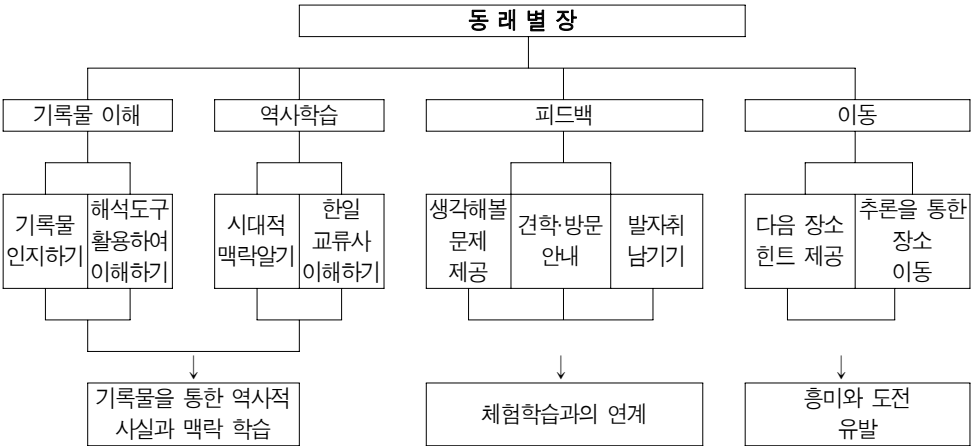 동 래 별 장
기록물 이해
역사학습
피드백
이동
기록물
인지하기
해석도구
활용하여
이해하기
시대적
맥락알기
한일
교류사
이해하기
생각해볼
문제
제공
견학·방문
안내
발자취
남기기
다음 장소
힌트 제공
추론을 통한
장소
이동
기록물을 통한 역사적
사실과 맥락 학습
체험학습과의 연계
흥미와 도전
유발